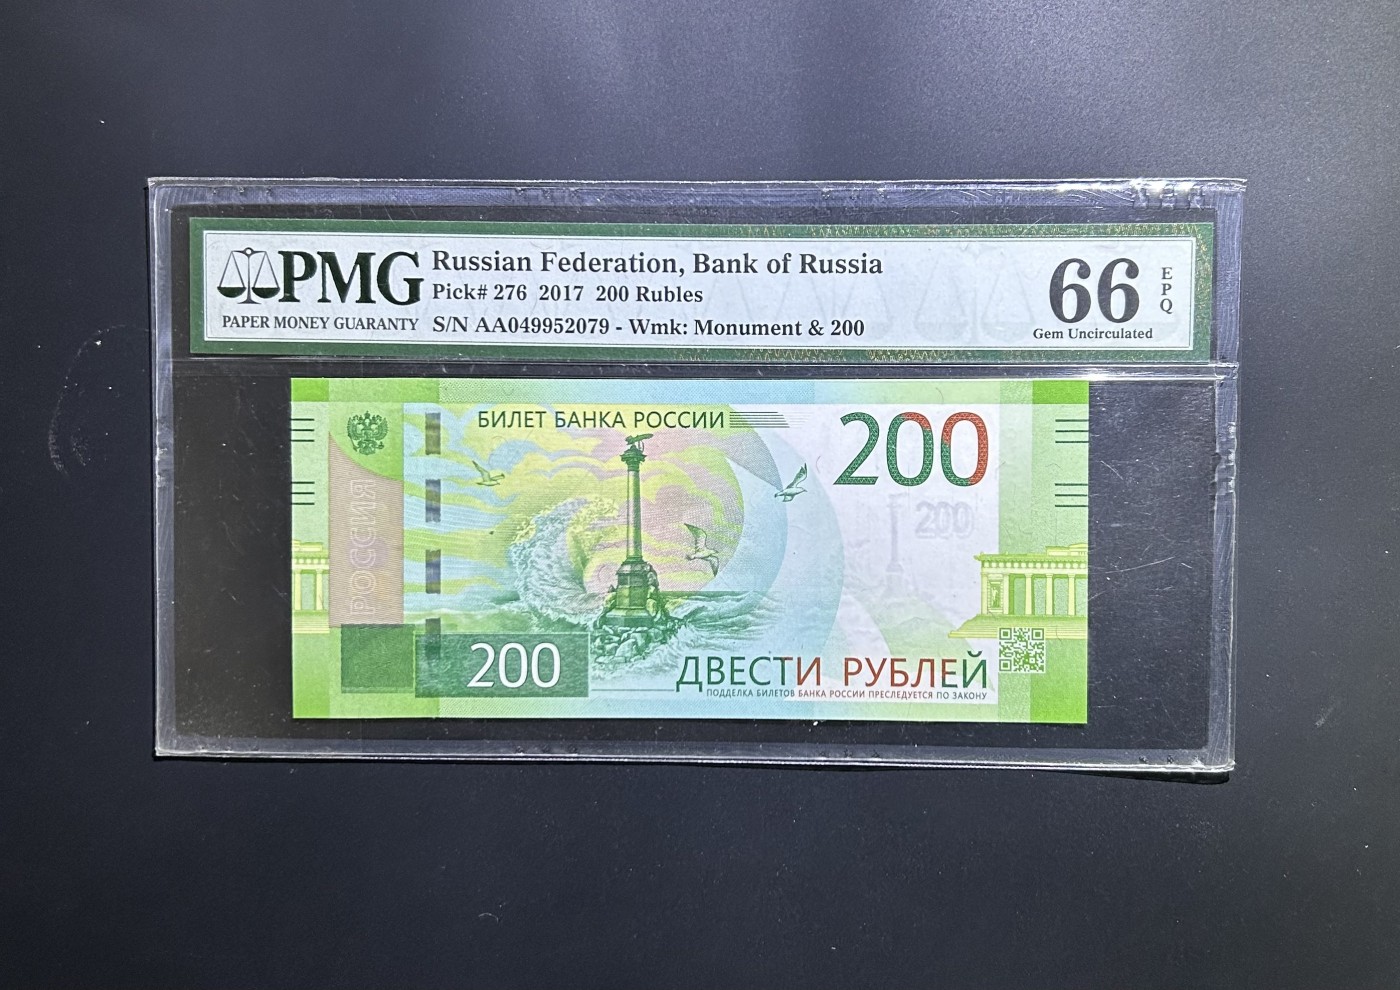 PMG
PAPER MONEY GUARANTY
Russian Federation, Bank of Russia
Pick# 276 2017 200 Rubles
S/N AA049952079 - Wmk: Monument & 200
66
EPQ
Gem Uncirculated
БИЛЕТ БАНКА РОССИИ
200
РОССИЯ
200
200
ДВЕСТИ РУБЛЕЙ
ПОДДЕЛКА БИЛЕТОВ БАНКА РОССИИ ПРЕСЛЕДУЕТСЯ ПО ЗАКОНУ